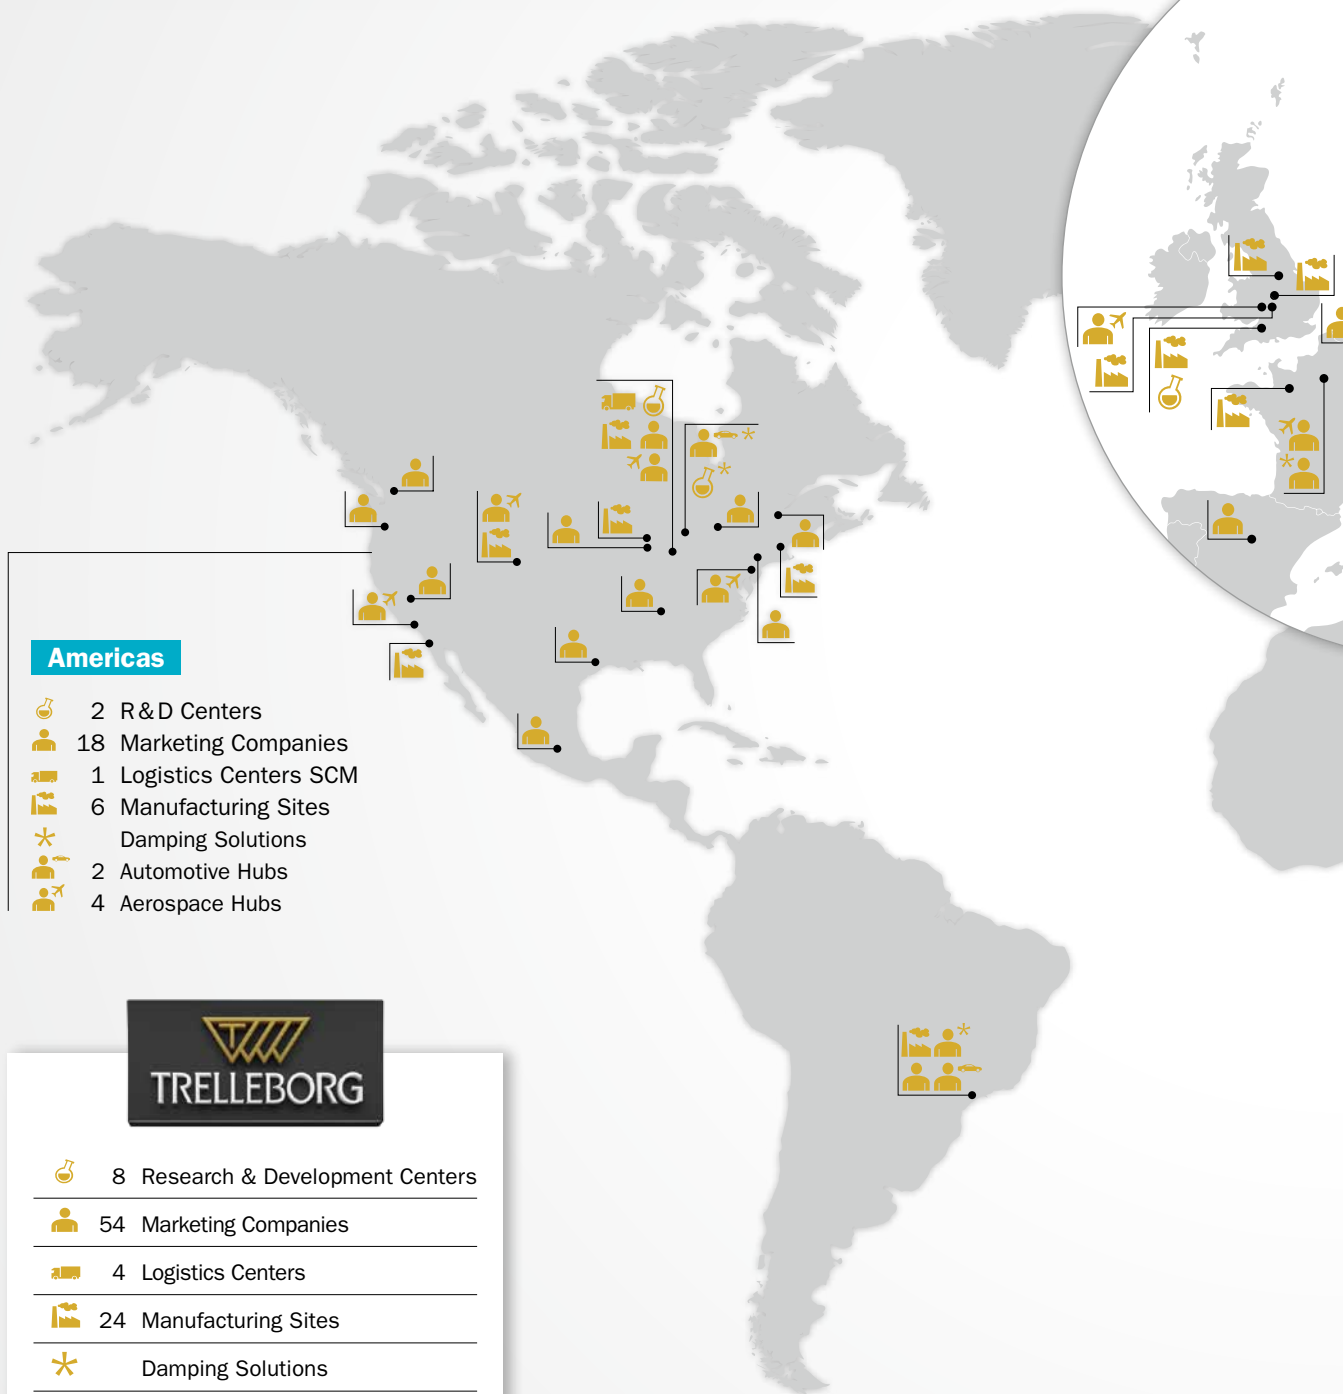 Americas
2 R&D Centers
18 Marketing Companies
1 Logistics Centers SCM
6 Manufacturing Sites
Damping Solutions
2 Automotive Hubs
4 Aerospace Hubs
TRELLEBORG
8 Research & Development Centers
54 Marketing Companies
4 Logistics Centers
24 Manufacturing Sites
Damping Solutions